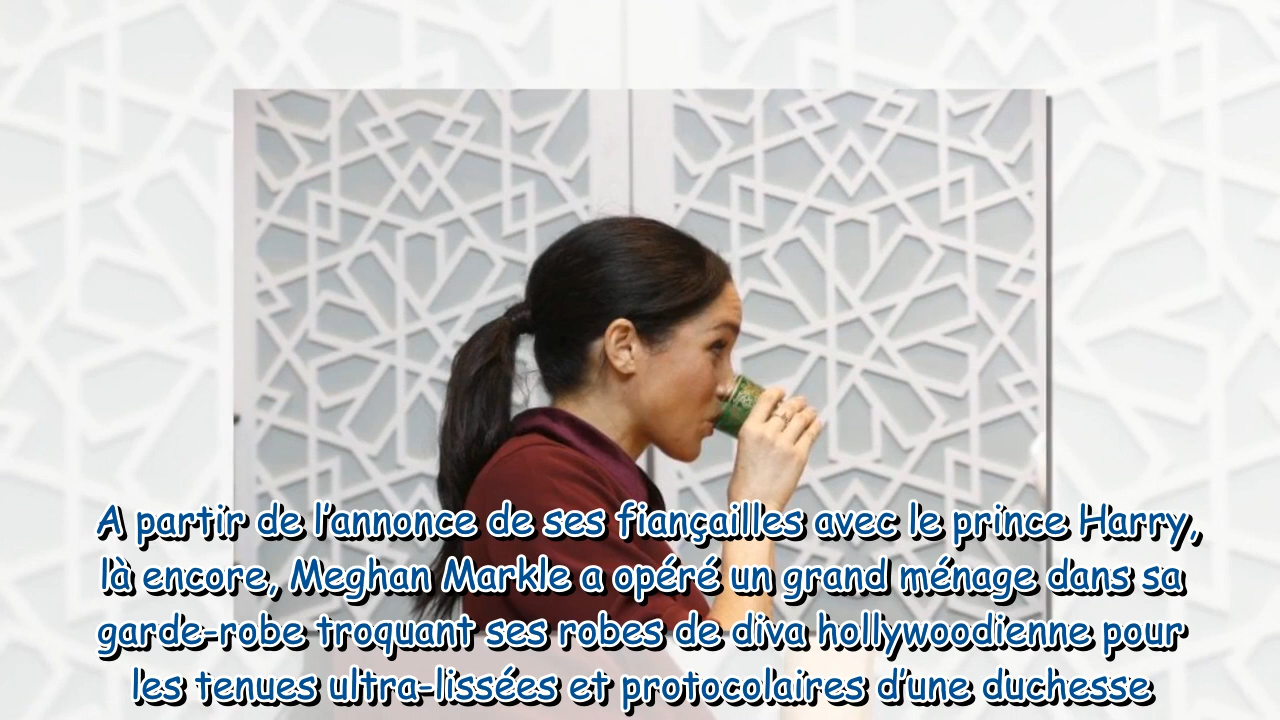 A partir de l'annonce de ses fiançailles avec le prince Harry,
là encore, Meghan Markle a opéré un grand ménage dans sa
garde-robe troquant ses robes de diva hollywoodienne pour
les tenues ultra-lissées et protocolaires d'une duchesse